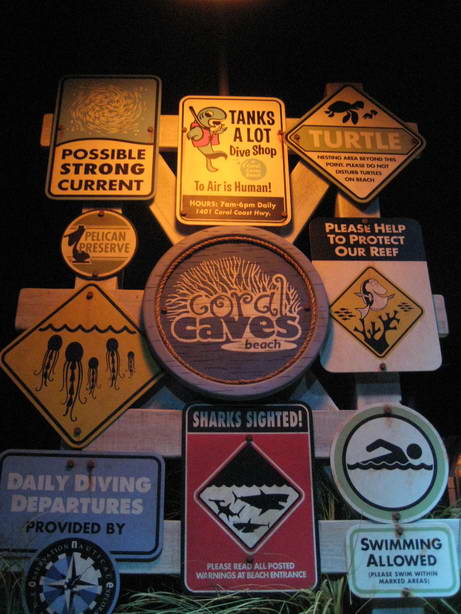 POSSIBLE
STRONG
CURRENT
TANKS
A LOT
Dive Shop
To Air is Human!
HOURS: 7am-6pm Daily
1401 Coral Coast Hwy.
TURTLE
NESTING AREA BEYOND THIS
POINT. PLEASE DO NOT
DISTURB TURTLES
ON BEACH
PELICAN
PRESERVE
PLEASE HELP
TO PROTECT
OUR REEF
coral
caves
beach
SHARKS SIGHTED!
PLEASE READ ALL POSTED
WARNINGS AT BEACH ENTRANCE
DAILY DIVING
DEPARTURES
PROVIDED BY
OPERATION NAUTICA
SWIMMING
ALLOWED
(PLEASE SWIM WITHIN
MARKED AREAS)